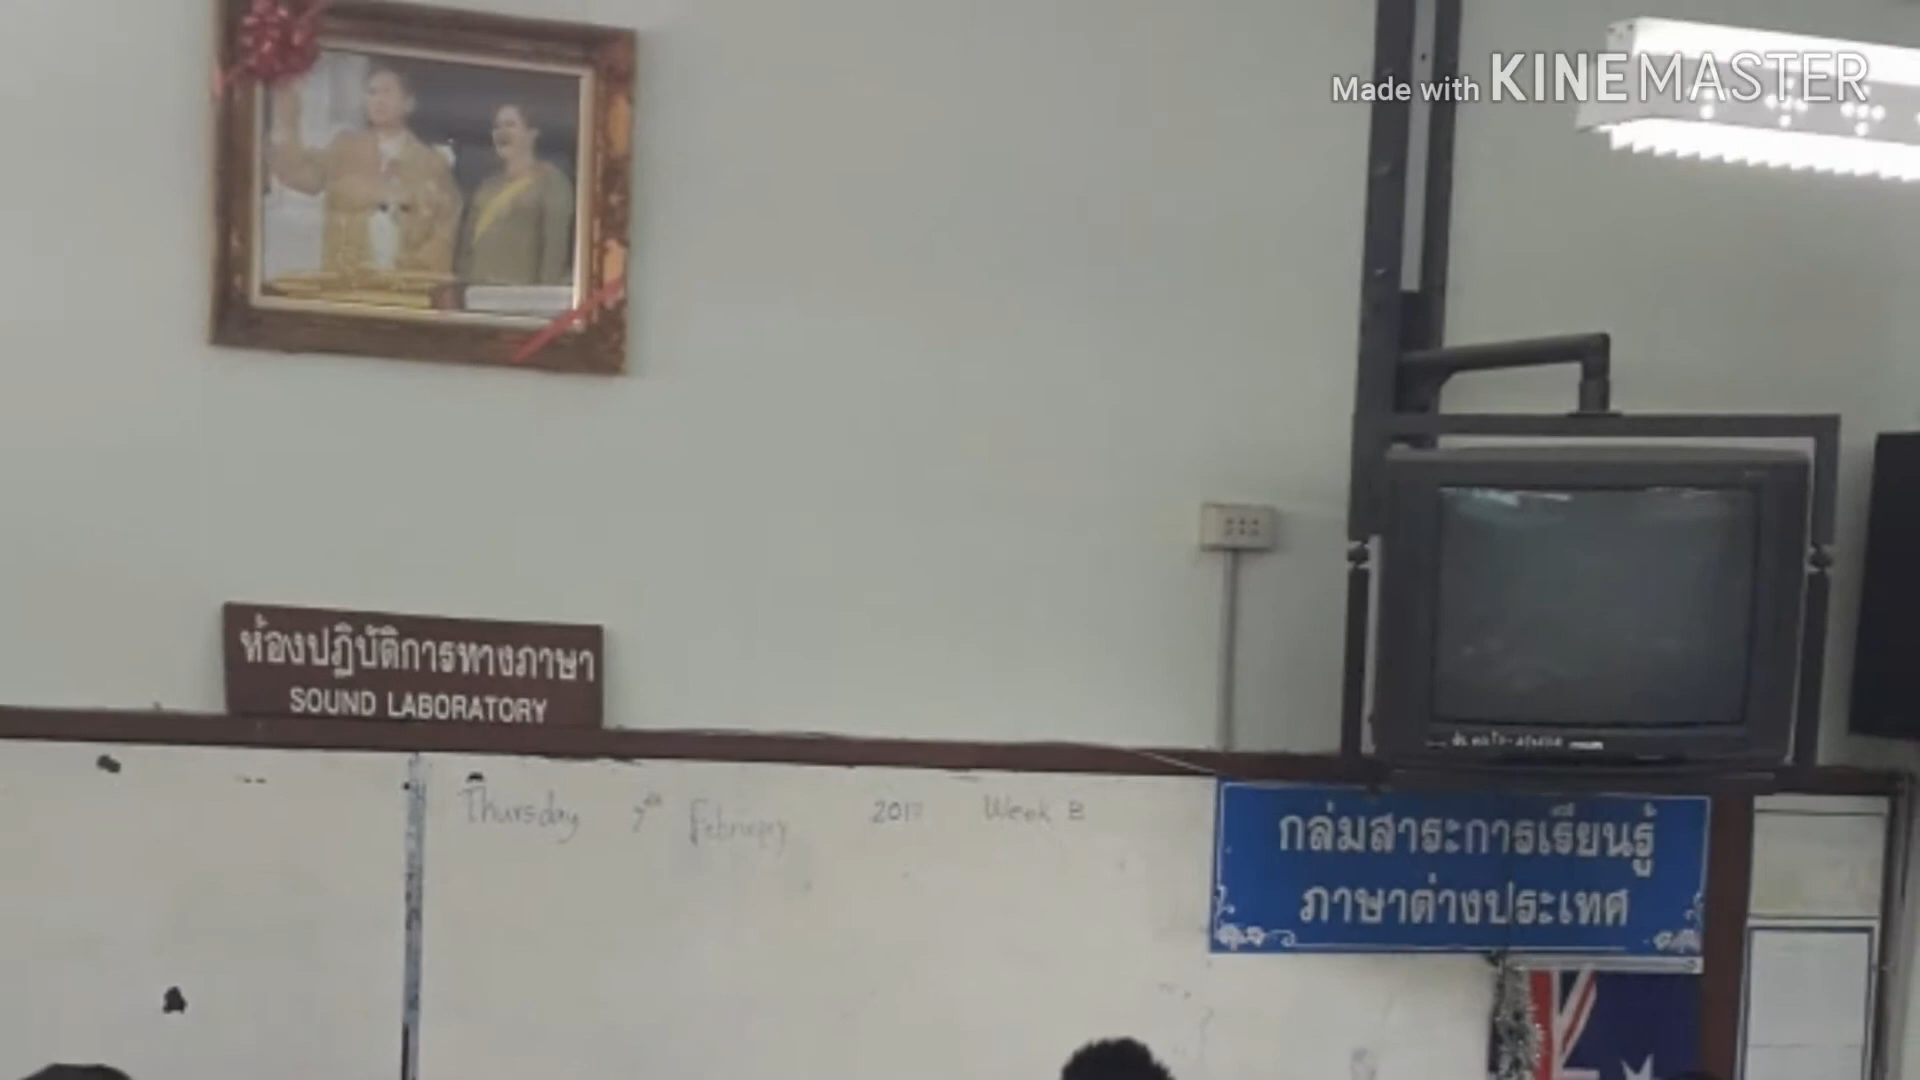 Made with KINEMASTER
ห้องปฏิบัติการทางภาษา
SOUND LABORATORY
Thursday 7th February 201 Week B
กลุ่มสาระการเรียนรู้
ภาษาต่างประเทศ